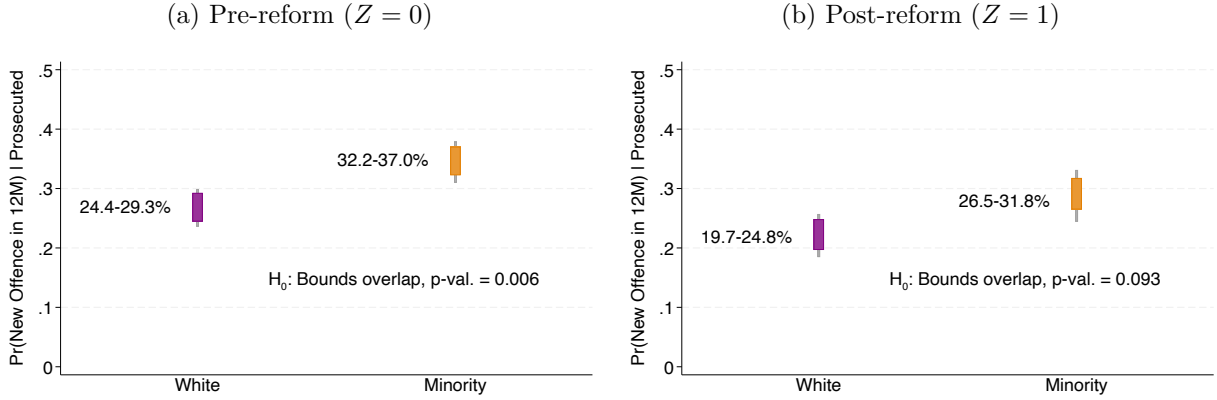 (a) Pre-reform (Z = 0)
Pr(New Offence in 12M) | Prosecuted
.5
.4
.3
.2
.1
0
32.2-37.0%
24.4-29.3%
H0: Bounds overlap, p-val. = 0.006
White
Minority
(b) Post-reform (Z = 1)
Pr(New Offence in 12M) | Prosecuted
.5
.4
.3
.2
.1
0
26.5-31.8%
19.7-24.8%
H0: Bounds overlap, p-val. = 0.093
White
Minority